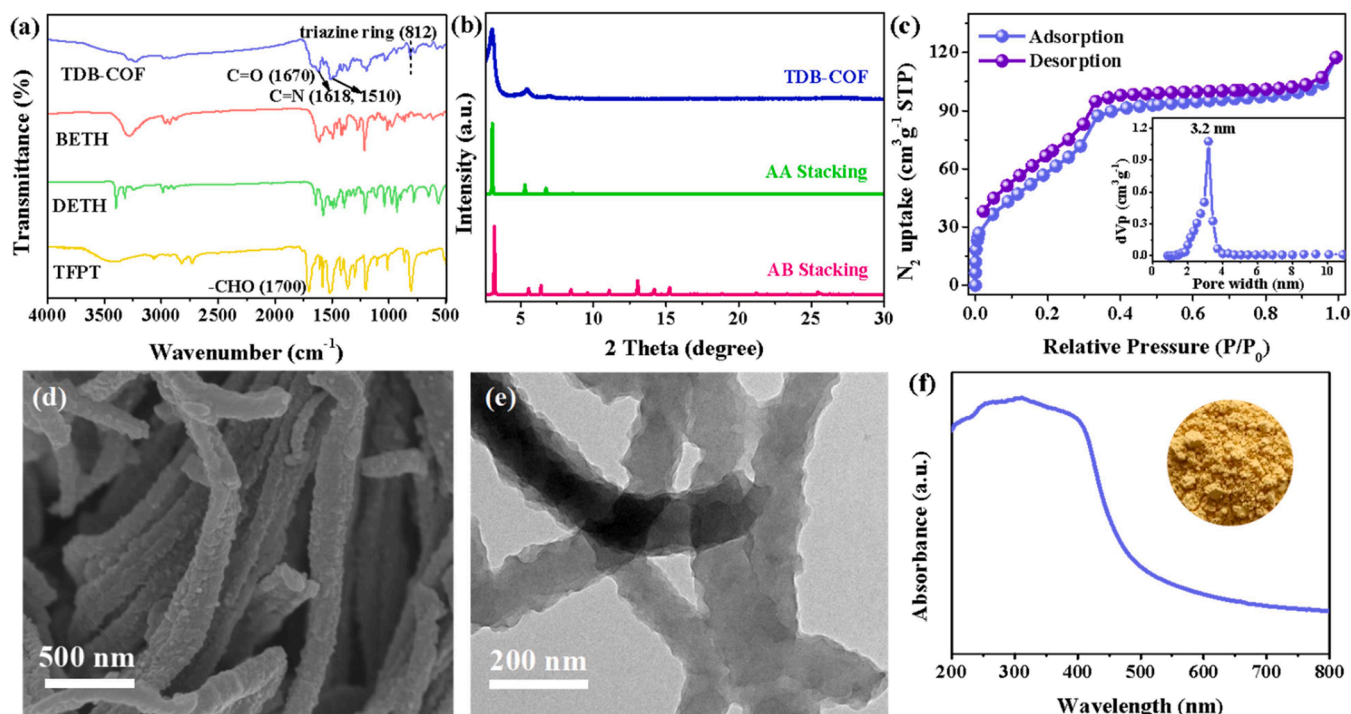 (a)
triazine ring (812)
TDB-COF
C=O (1670)
C=N (1618, 1510)
BETH
DETH
TFPT
-CHO (1700)
Transmittance (%)
4000 3500 3000 2500 2000 1500 1000 500
Wavenumber (cm⁻¹)
(b)
TDB-COF
AA Stacking
AB Stacking
Intensity (a.u.)
5 10 15 20 25 30
2 Theta (degree)
(c)
Adsorption
Desorption
N₂ uptake (cm³g⁻¹ STP)
120
90
60
30
0
0.0 0.2 0.4 0.6 0.8 1.0
Relative Pressure (P/P₀)
3.2 nm
dVp (cm³g⁻¹)
1.2
0.9
0.6
0.3
0.0
0 2 4 6 8 10
Pore width (nm)
(d)
500 nm
(e)
200 nm
(f)
Absorbance (a.u.)
200 300 400 500 600 700 800
Wavelength (nm)